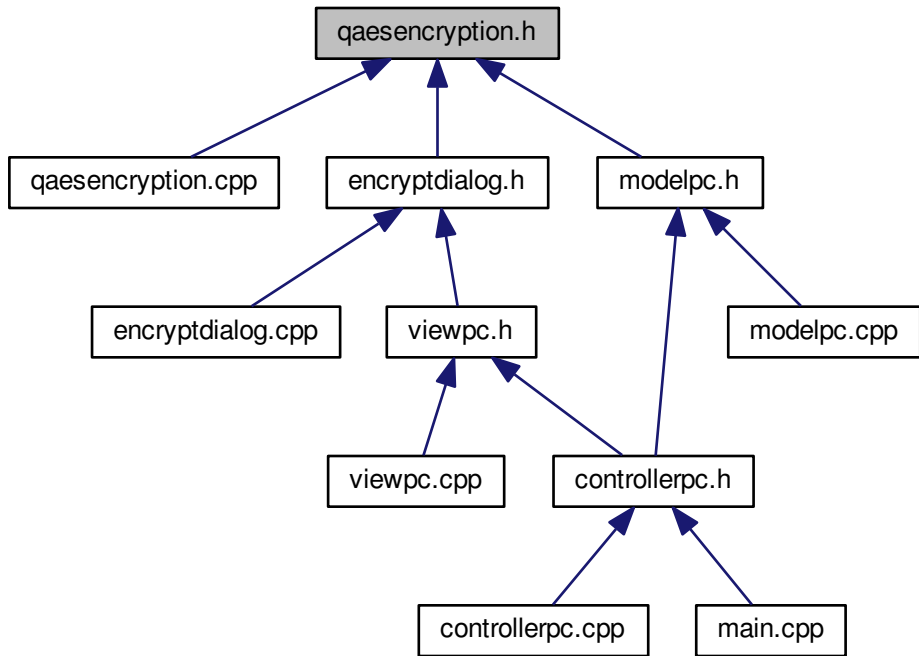 qaesencryption.h
qaesencryption.cpp
encryptdialog.h
modelpc.h
encryptdialog.cpp
viewpc.h
modelpc.cpp
viewpc.cpp
controllerpc.h
controllerpc.cpp
main.cpp